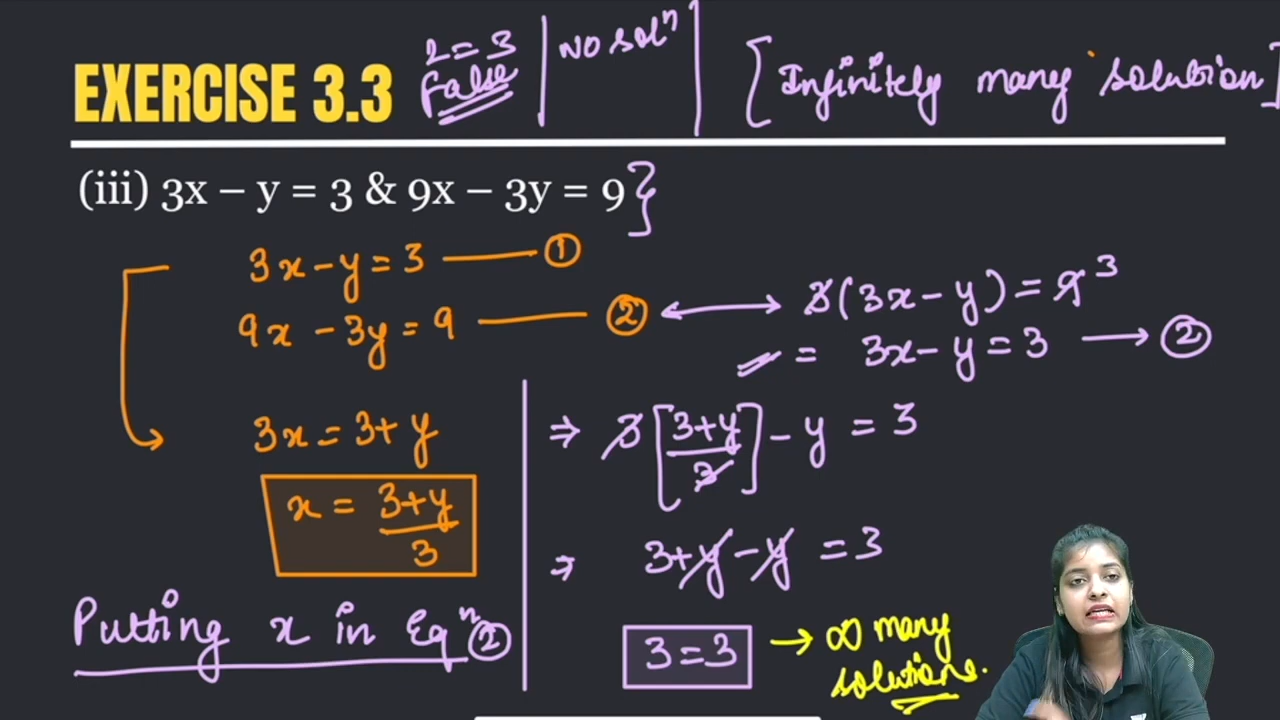 EXERCISE 3.3
2 = 3
False
NO solⁿ
[Infinitely many solution]
(iii) 3x – y = 3 & 9x – 3y = 9}
3x - y = 3 —— ①
9x - 3y = 9 —— ② ⟷ 3(3x - y) = 9 3
= 3x - y = 3 → ②
3x = 3 + y
x = (3+y)/3
Putting x in Eqⁿ ②
⇒ 3[(3+y)/3] - y = 3
⇒ 3 + y - y = 3
3 = 3 → ∞ many
solutions.